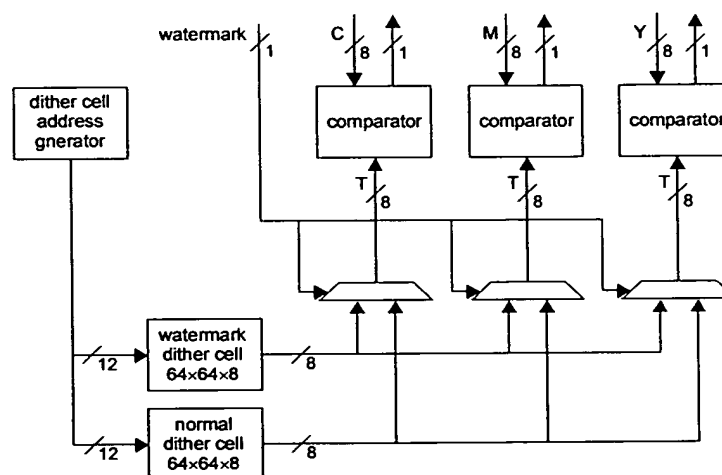 watermark
1
C
8
1
M
8
1
Y
8
1
dither cell
address
gnerator
comparator
comparator
comparator
T
8
T
8
T
8
12
watermark
dither cell
64×64×8
8
12
normal
dither cell
64×64×8
8